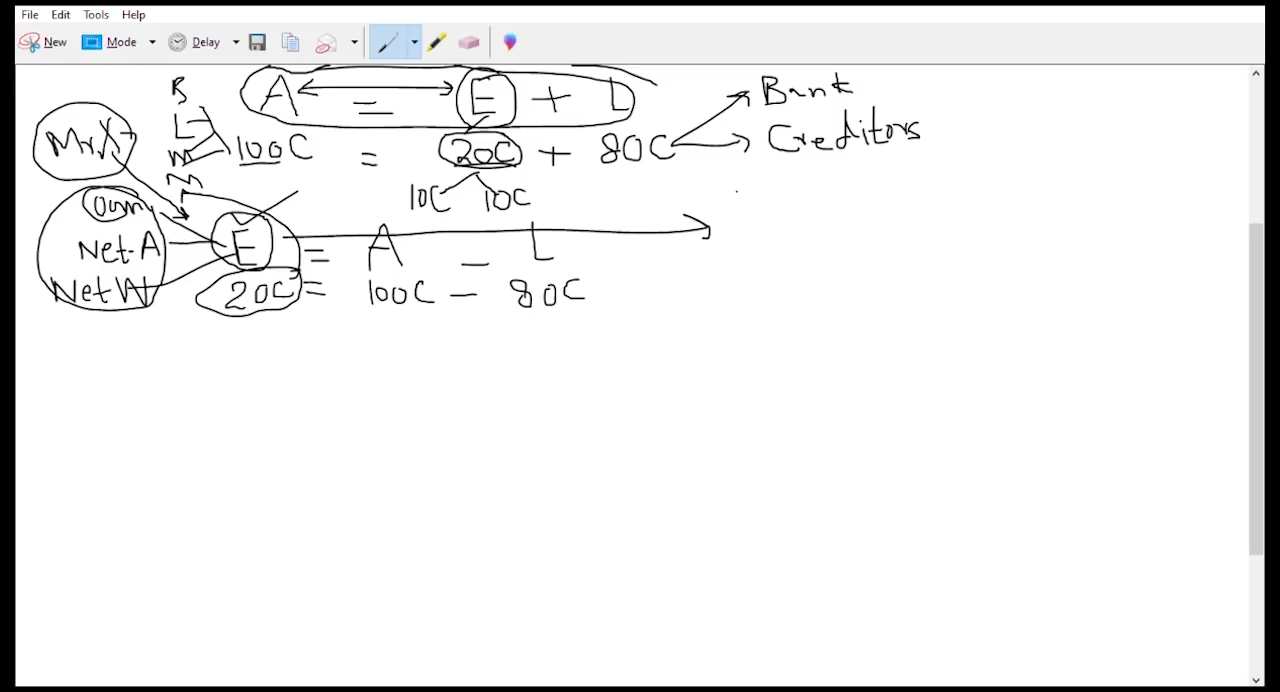 File Edit Tools Help
New Mode Delay
B
A = E + L
Bank
L
Mr.X
100C = 20C + 80C
Creditors
m
m
10C 10C
Own
Net-A
E = A - L
Net W
20C = 100C - 80C